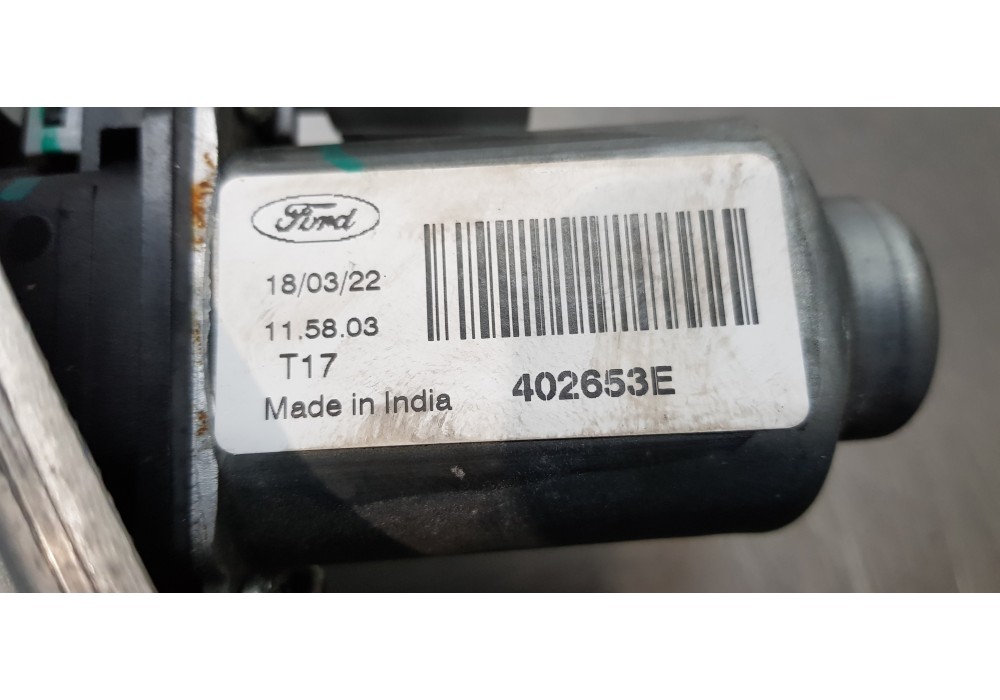 Ford
18/03/22
11.58.03
T17
Made in India
402653E